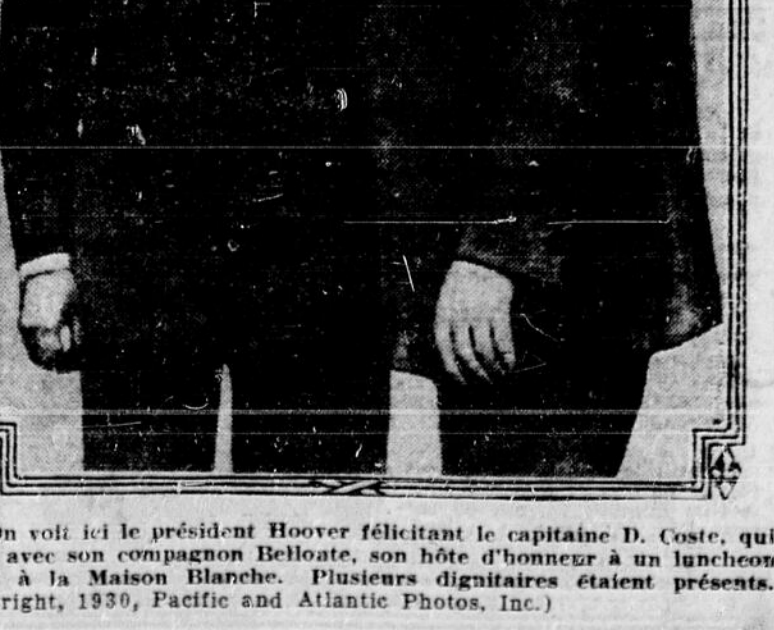 On voit ici le président Hoover félicitant le capitaine D. Coste, qui
avec son compagnon Belloate, son hôte d'honneur à un luncheon
à la Maison Blanche. Plusieurs dignitaires étaient présents.
right, 1930, Pacific and Atlantic Photos, Inc.)